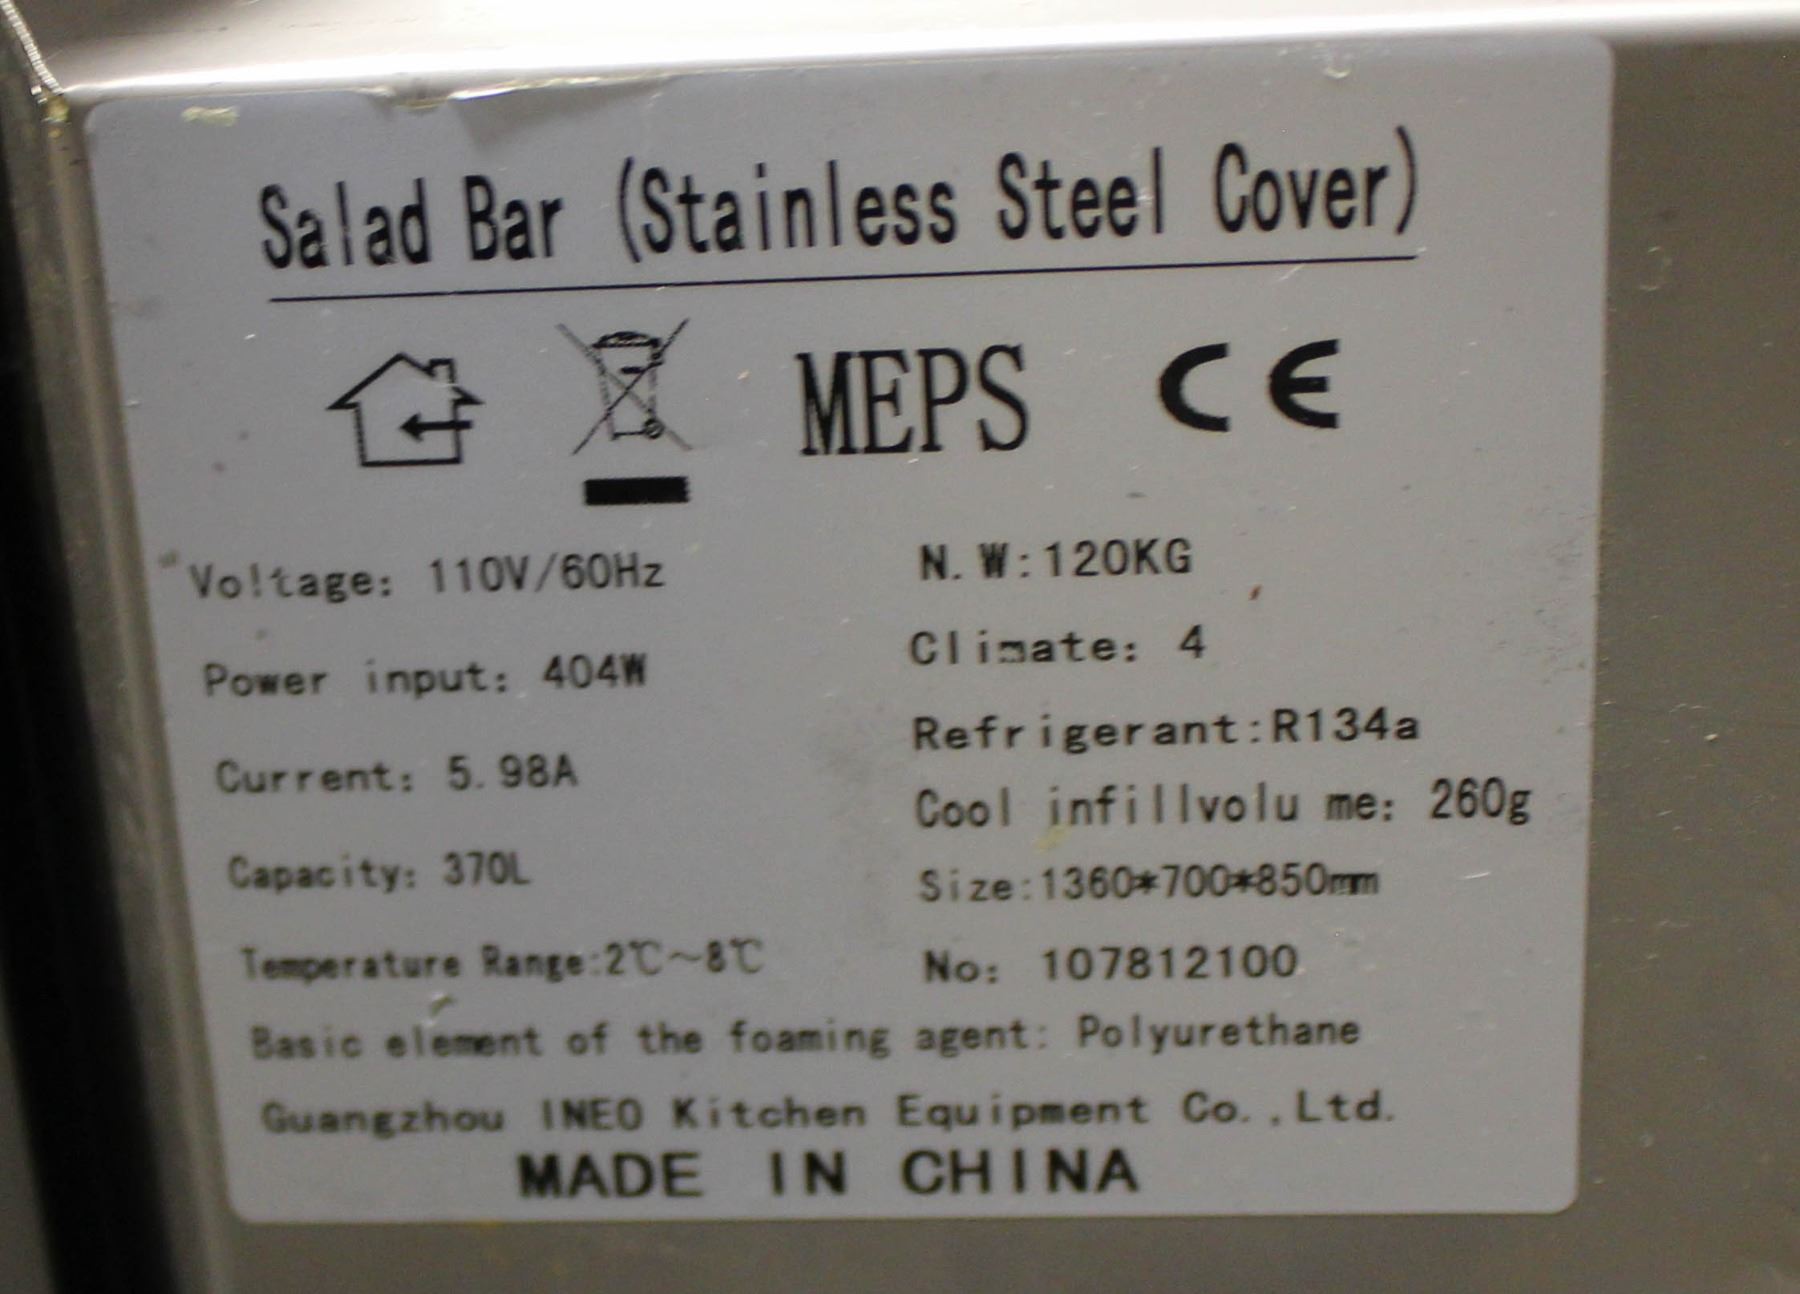 Salad Bar (Stainless Steel Cover)
MEPS CE
Voltage: 110V/60Hz
Power input: 404W
Current: 5.98A
Capacity: 370L
Temperature Range:2℃~8℃
N.W:120KG
Climate: 4
Refrigerant:R134a
Cool infillvolu me: 260g
Size:1360*700*850mm
No: 107812100
Basic element of the foaming agent: Polyurethane
Guangzhou INEO Kitchen Equipment Co.,Ltd.
MADE IN CHINA